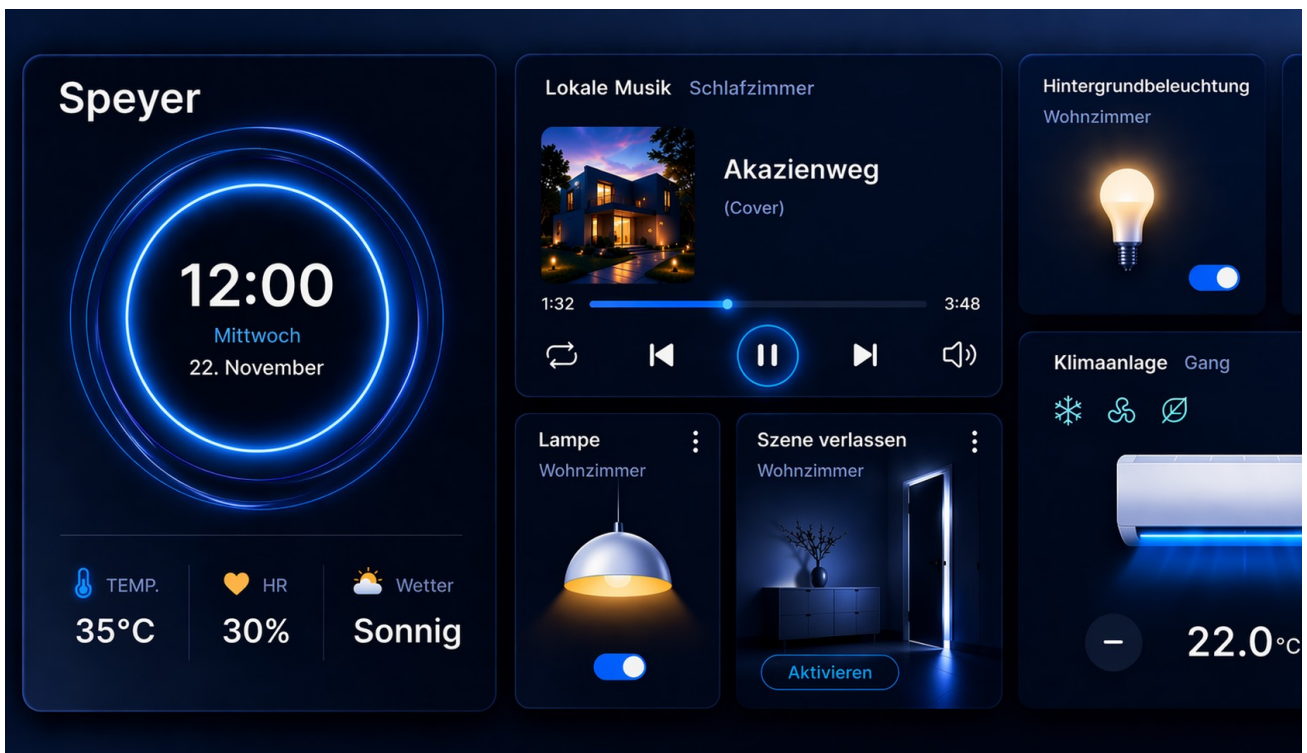 Speyer
12:00
Mittwoch
22. November
TEMP.
35°C
HR
30%
Wetter
Sonnig
Lokale Musik Schlafzimmer
Akazienweg
(Cover)
1:32
3:48
Lampe
Wohnzimmer
Szene verlassen
Wohnzimmer
Aktivieren
Hintergrundbeleuchtung
Wohnzimmer
Klimaanlage Gang
22.0°C